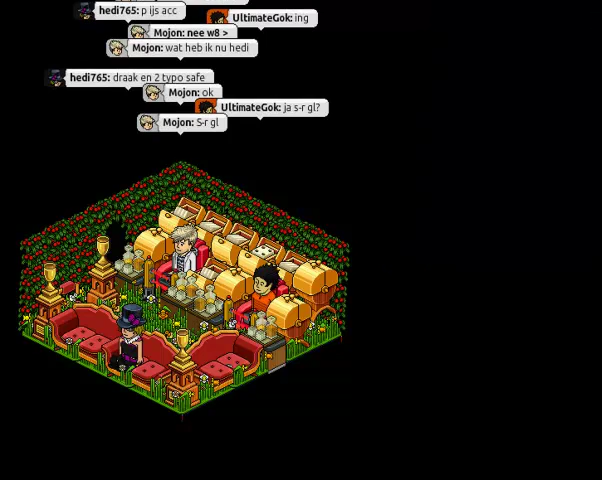 hedi765: p ijs acc
UltimateGok: ing
Mojon: nee w8 >
Mojon: wat heb ik nu hedi
hedi765: draak en 2 typo safe
Mojon: ok
UltimateGok: ja s-r gl?
Mojon: S-r gl